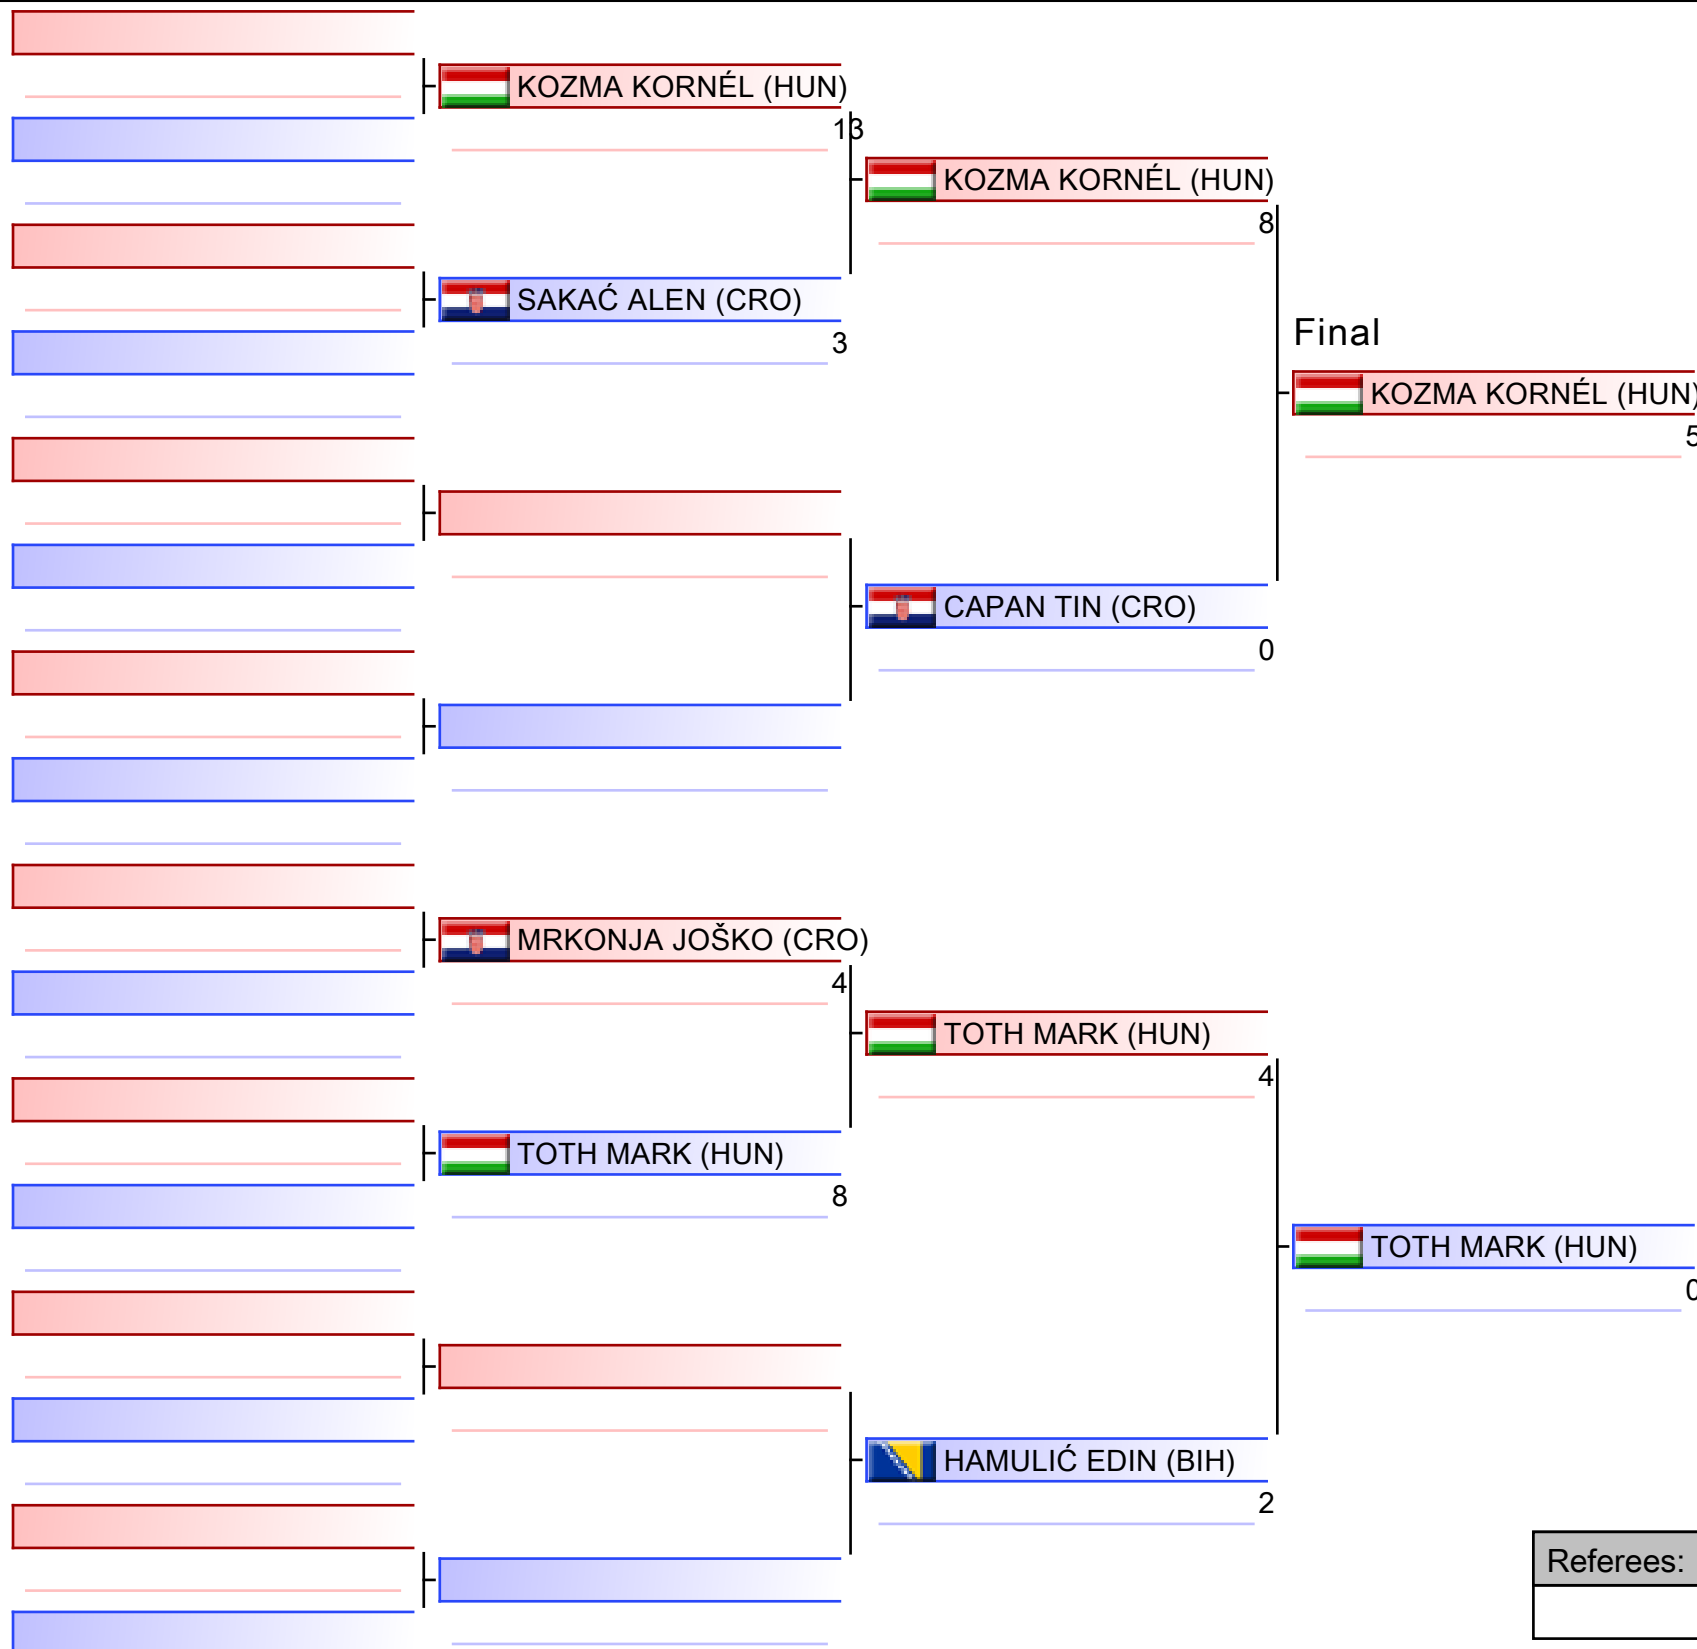 KOZMA KORNÉL (HUN)
13
KOZMA KORNÉL (HUN)
8
SAKAĆ ALEN (CRO)
3
Final
KOZMA KORNÉL (HUN)
5
CAPAN TIN (CRO)
0
MRKONJA JOŠKO (CRO)
4
TOTH MARK (HUN)
4
TOTH MARK (HUN)
8
TOTH MARK (HUN)
0
HAMULIĆ EDIN (BIH)
2
Referees: